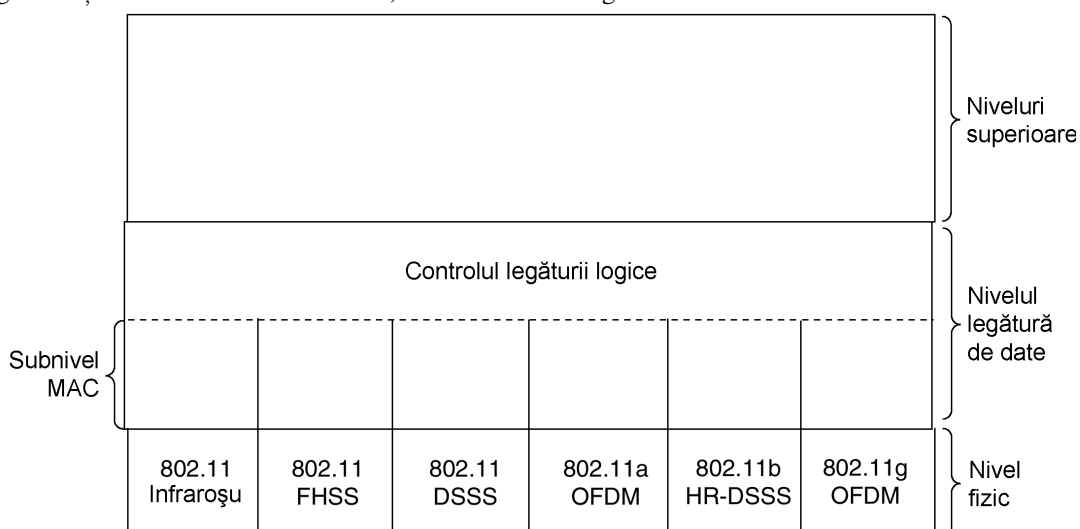 Niveluri
superioare
Controlul legăturii logice
Nivelul
legătură
de date
Subnivel
MAC
802.11
Infraroşu
802.11
FHSS
802.11
DSSS
802.11a
OFDM
802.11b
HR-DSSS
802.11g
OFDM
Nivel
fizic